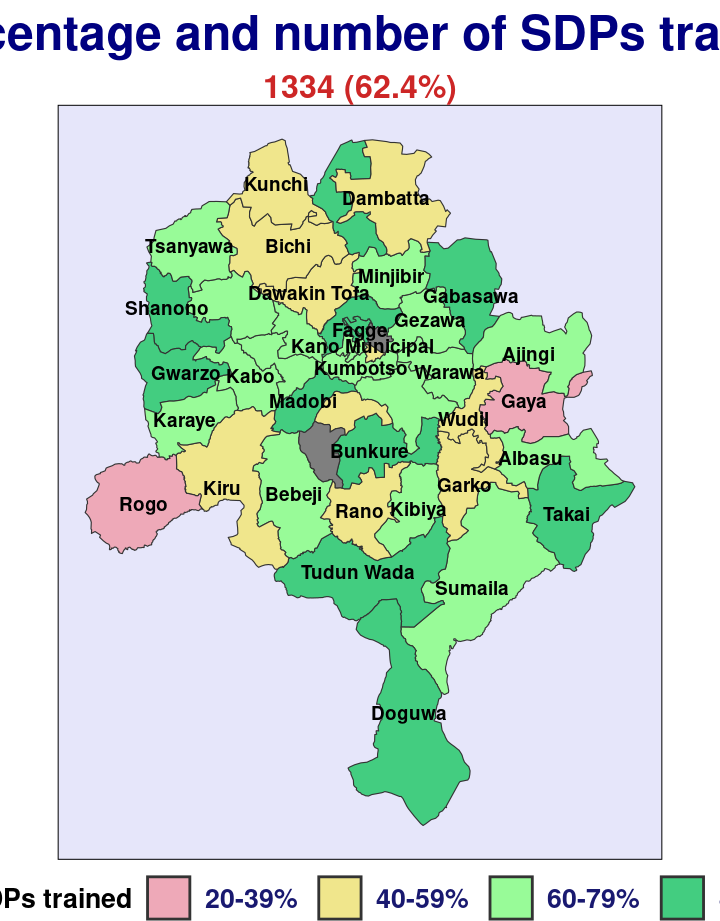 centage and number of SDPs tra
1334 (62.4%)
Kunchi
Dambatta
Tsanyawa
Bichi
Minjibir
Dawakin Tofa
Gabasawa
Shanono
Gezawa
Fagge
Kano Municipal
Ajingi
Kumbotso
Warawa
Gwarzo
Kabo
Madobi
Gaya
Karaye
Wudil
Bunkure
Albasu
Kiru
Bebeji
Garko
Rogo
Rano
Kibiya
Takai
Tudun Wada
Sumaila
Doguwa
DPs trained 20-39% 40-59% 60-79%